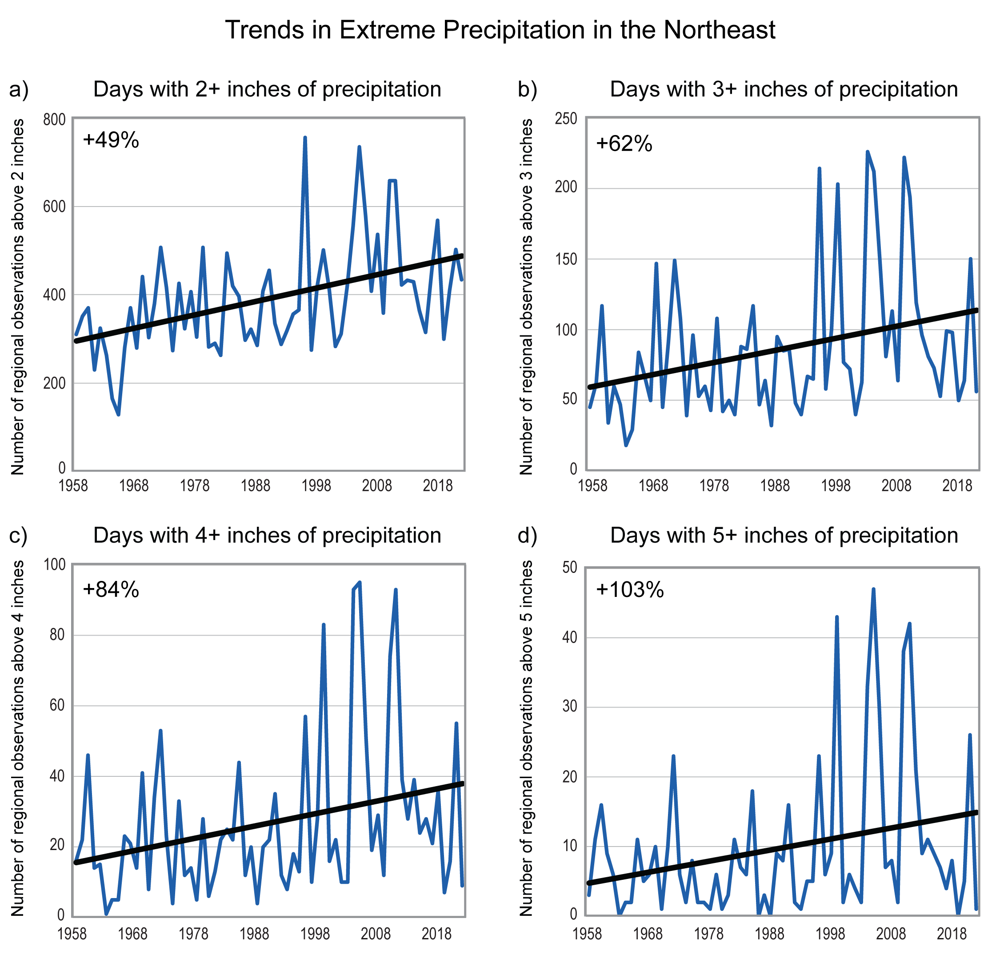 Trends in Extreme Precipitation in the Northeast
a) Days with 2+ inches of precipitation
Number of regional observations above 2 inches
+49%
800
600
400
200
0
1958 1968 1978 1988 1998 2008 2018
b) Days with 3+ inches of precipitation
Number of regional observations above 3 inches
+62%
250
200
150
100
50
0
1958 1968 1978 1988 1998 2008 2018
c) Days with 4+ inches of precipitation
Number of regional observations above 4 inches
+84%
100
80
60
40
20
0
1958 1968 1978 1988 1998 2008 2018
d) Days with 5+ inches of precipitation
Number of regional observations above 5 inches
+103%
50
40
30
20
10
0
1958 1968 1978 1988 1998 2008 2018